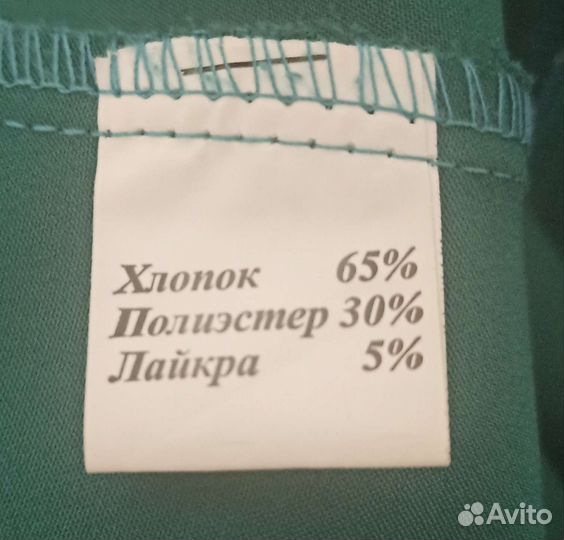 Хлопок 65%
Полиэстер 30%
Лайкра 5%
Avito